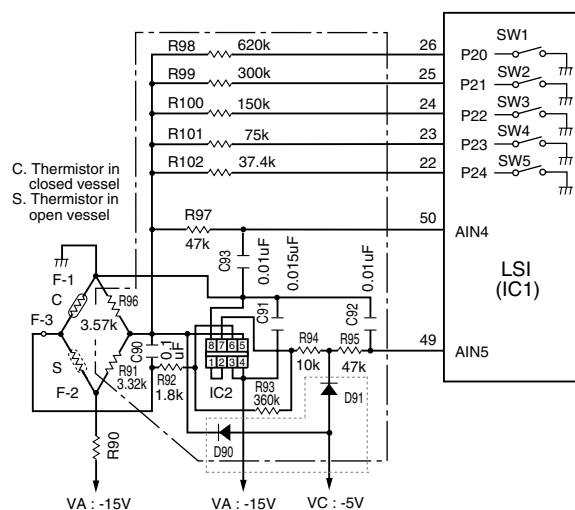 R98 620k 26 P20 SW1
R99 300k 25 P21 SW2
R100 150k 24 P22 SW3
R101 75k 23 P23 SW4
R102 37.4k 22 P24 SW5
C. Thermistor in
closed vessel
S. Thermistor in
open vessel
R97
47k
50 AIN4
C93
0.01uF
0.015uF
0.01uF
LSI
(IC1)
F-1
C
R96
F-3
3.57k
C91
C92
C90
0.1
uF
8 7 6 5
1 2 3 4
IC2
R94
10k
R95
47k
49 AIN5
S
R91
3.32k
R92
1.8k
R93
360k
D91
F-2
D90
R90
VA : -15V
VA : -15V
VC : -5V